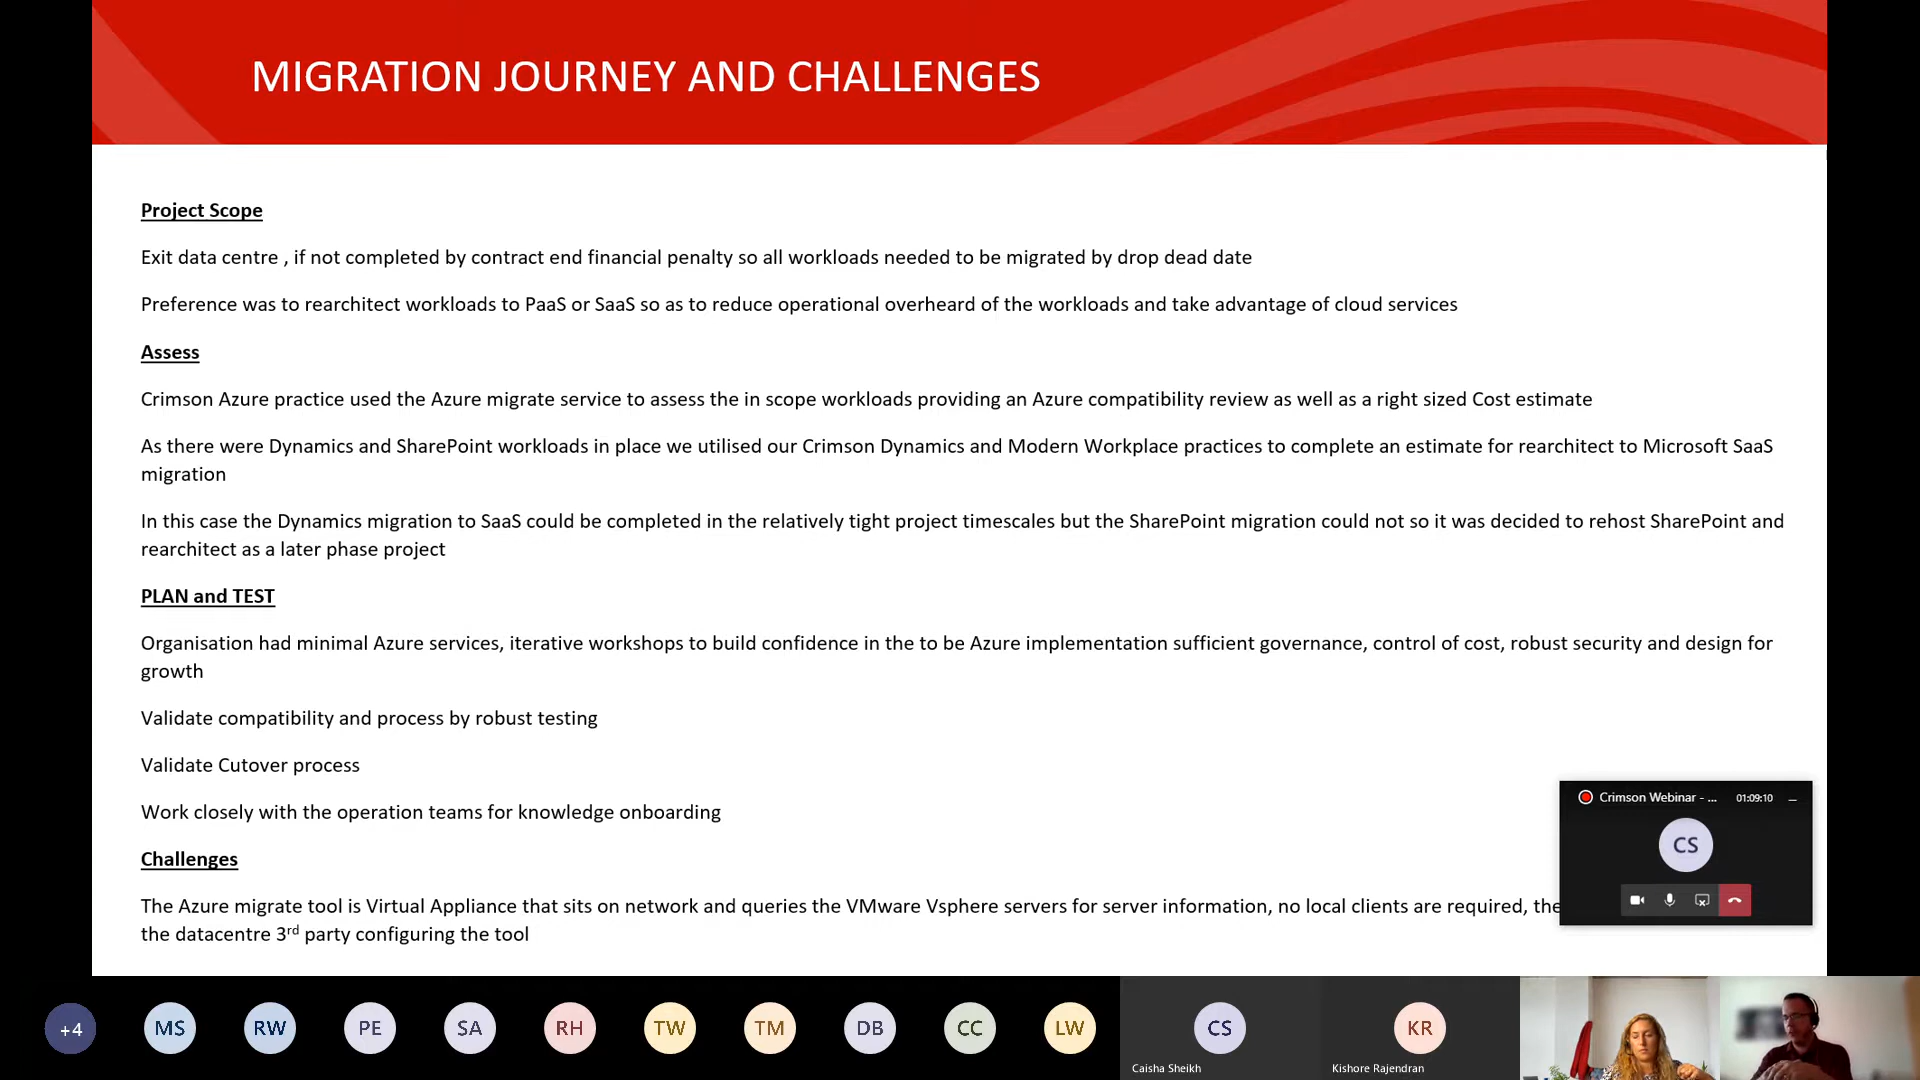 MIGRATION JOURNEY AND CHALLENGES
Project Scope
Exit data centre , if not completed by contract end financial penalty so all workloads needed to be migrated by drop dead date
Preference was to rearchitect workloads to PaaS or SaaS so as to reduce operational overheard of the workloads and take advantage of cloud services
Assess
Crimson Azure practice used the Azure migrate service to assess the in scope workloads providing an Azure compatibility review as well as a right sized Cost estimate
As there were Dynamics and SharePoint workloads in place we utilised our Crimson Dynamics and Modern Workplace practices to complete an estimate for rearchitect to Microsoft SaaS
migration
In this case the Dynamics migration to SaaS could be completed in the relatively tight project timescales but the SharePoint migration could not so it was decided to rehost SharePoint and
rearchitect as a later phase project
PLAN and TEST
Organisation had minimal Azure services, iterative workshops to build confidence in the to be Azure implementation sufficient governance, control of cost, robust security and design for
growth
Validate compatibility and process by robust testing
Validate Cutover process
Work closely with the operation teams for knowledge onboarding
Challenges
The Azure migrate tool is Virtual Appliance that sits on network and queries the VMware Vsphere servers for server information, no local clients are required, the
the datacentre 3rd party configuring the tool
Crimson Webinar - ... 01:09:10
CS
+4 MS RW PE SA RH TW TM DB CC LW CS KR
Caisha Sheikh Kishore Rajendran